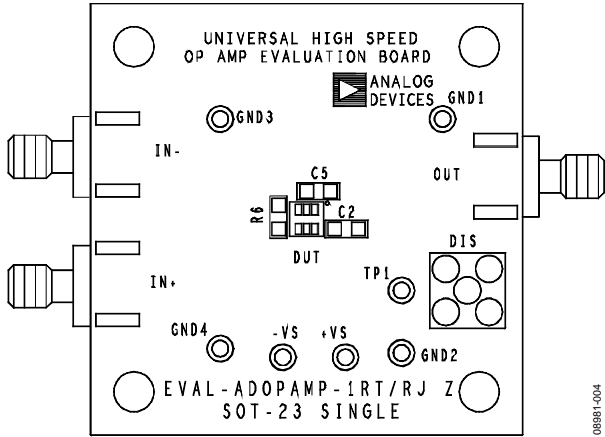 UNIVERSAL HIGH SPEED
OP AMP EVALUATION BOARD
ANALOG
DEVICES
GND3
GND1
IN-
OUT
C5
R6
C2
DUT
DIS
TP1
IN+
GND4
-VS
+VS
GND2
EVAL-ADOPAMP-1RT/RJ Z
SOT-23 SINGLE
08981-004